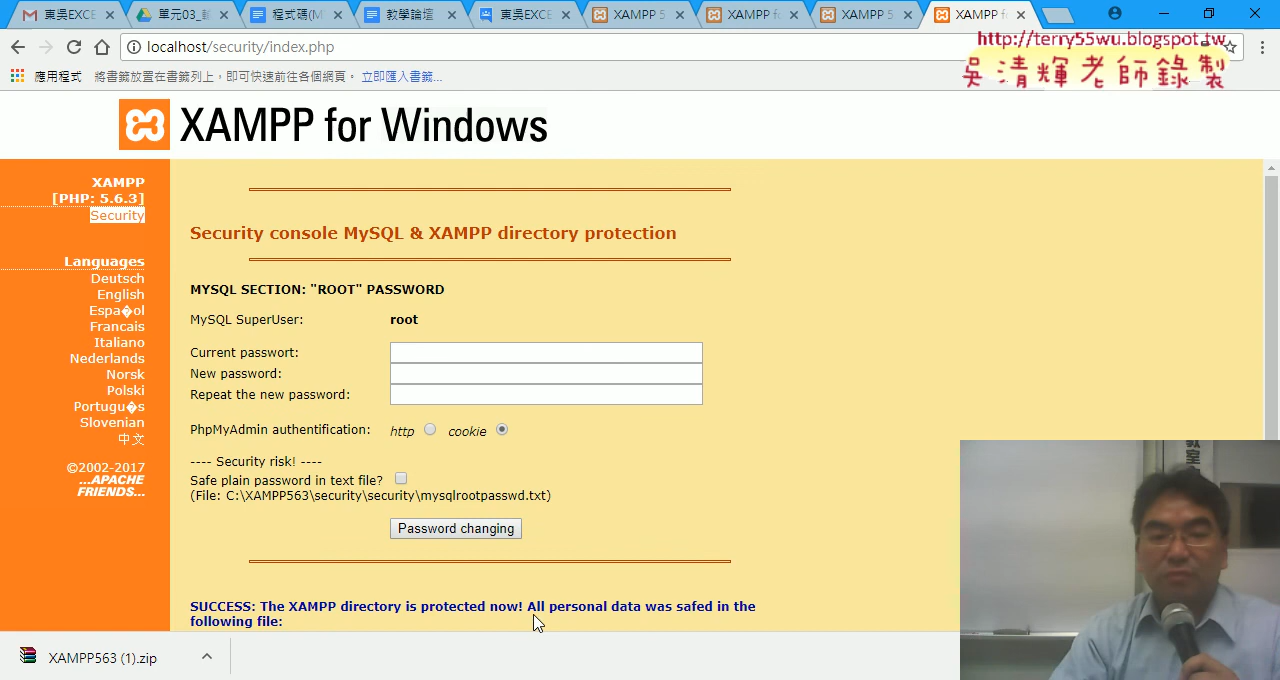 東吳EXCE
單元03_
程式碼(M
教學論壇
東吳EXCE
XAMPP 5
XAMPP fo
XAMPP 5
XAMPP fo
localhost/security/index.php
http://terry55wu.blogspot.tw
應用程式
將書籤放置在書籤列上，即可快速前往各個網頁。
立即匯入書籤...
吳清輝老師錄製
XAMPP for Windows
XAMPP
[PHP: 5.6.3]
Security
Languages
Deutsch
English
Espa�ol
Francais
Italiano
Nederlands
Norsk
Polski
Portugu�s
Slovenian
中文
©2002-2017
...APACHE
FRIENDS...
Security console MySQL & XAMPP directory protection
MYSQL SECTION: "ROOT" PASSWORD
MySQL SuperUser: root
Current passwort:
New password:
Repeat the new password:
PhpMyAdmin authentification: http cookie
---- Security risk! ----
Safe plain password in text file?
(File: C:\XAMPP563\security\security\mysqlrootpasswd.txt)
Password changing
SUCCESS: The XAMPP directory is protected now! All personal data was safed in the
following file:
XAMPP563 (1).zip